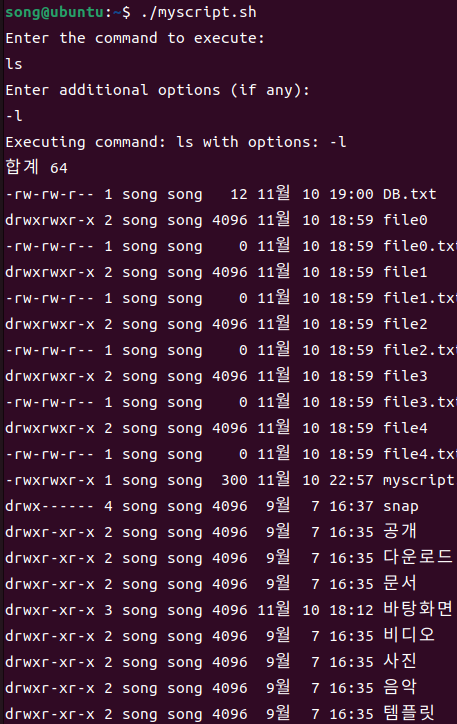 song@ubuntu:~$ ./myscript.sh
Enter the command to execute:
ls
Enter additional options (if any):
-l
Executing command: ls with options: -l
합계 64
-rw-rw-r-- 1 song song   12 11월 10 19:00 DB.txt
drwxrwxr-x 2 song song 4096 11월 10 18:59 file0
-rw-rw-r-- 1 song song    0 11월 10 18:59 file0.tx
drwxrwxr-x 2 song song 4096 11월 10 18:59 file1
-rw-rw-r-- 1 song song    0 11월 10 18:59 file1.tx
drwxrwxr-x 2 song song 4096 11월 10 18:59 file2
-rw-rw-r-- 1 song song    0 11월 10 18:59 file2.tx
drwxrwxr-x 2 song song 4096 11월 10 18:59 file3
-rw-rw-r-- 1 song song    0 11월 10 18:59 file3.tx
drwxrwxr-x 2 song song 4096 11월 10 18:59 file4
-rw-rw-r-- 1 song song    0 11월 10 18:59 file4.tx
-rwxrwxr-x 1 song song  300 11월 10 22:57 myscript
drwx------ 4 song song 4096  9월  7 16:37 snap
drwxr-xr-x 2 song song 4096  9월  7 16:35 공개
drwxr-xr-x 2 song song 4096  9월  7 16:35 다운로드
drwxr-xr-x 2 song song 4096  9월  7 16:35 문서
drwxr-xr-x 3 song song 4096 11월 10 18:12 바탕화면
drwxr-xr-x 2 song song 4096  9월  7 16:35 비디오
drwxr-xr-x 2 song song 4096  9월  7 16:35 사진
drwxr-xr-x 2 song song 4096  9월  7 16:35 음악
drwxr-xr-x 2 song song 4096  9월  7 16:35 템플릿